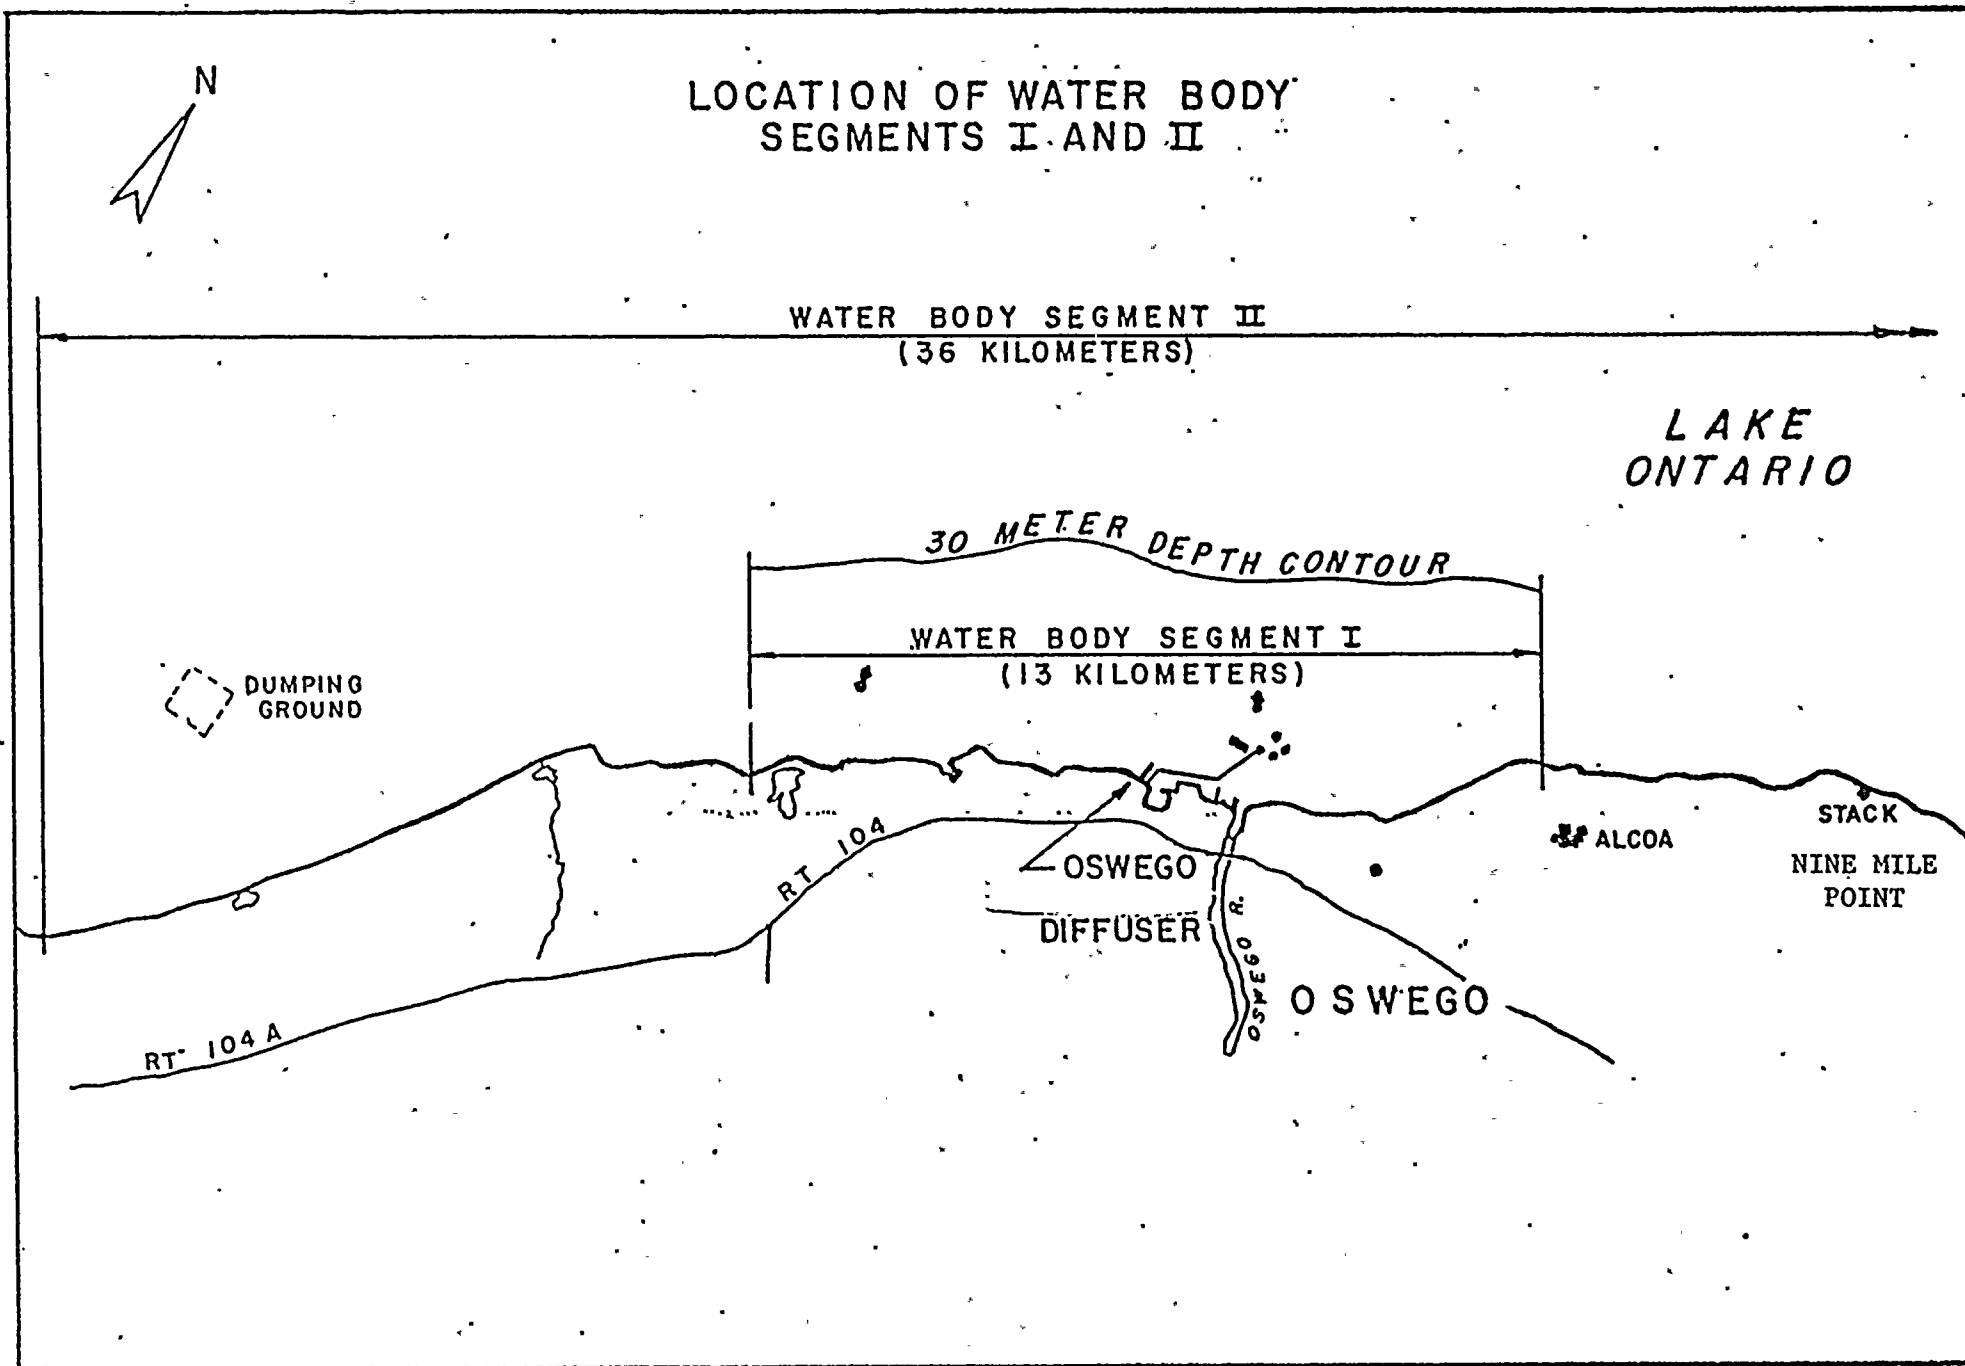 N
LOCATION OF WATER BODY
SEGMENTS I AND II
WATER BODY SEGMENT II
(36 KILOMETERS)
LAKE
ONTARIO
30 METER DEPTH CONTOUR
WATER BODY SEGMENT I
(13 KILOMETERS)
DUMPING
GROUND
STACK
ALCOA
NINE MILE
POINT
RT 104
OSWEGO
DIFFUSER
OSWEGO R.
OSWEGO
RT 104 A